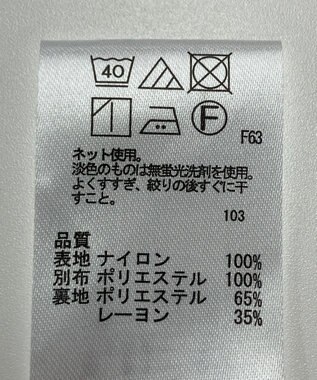 40
F
F63
ネット使用。
淡色のものは無蛍光洗剤を使用。
よくすすぎ、絞りの後すぐに干
すこと。
103
品質
表地 ナイロン 100%
別布 ポリエステル 100%
裏地 ポリエステル 65%
レーヨン 35%